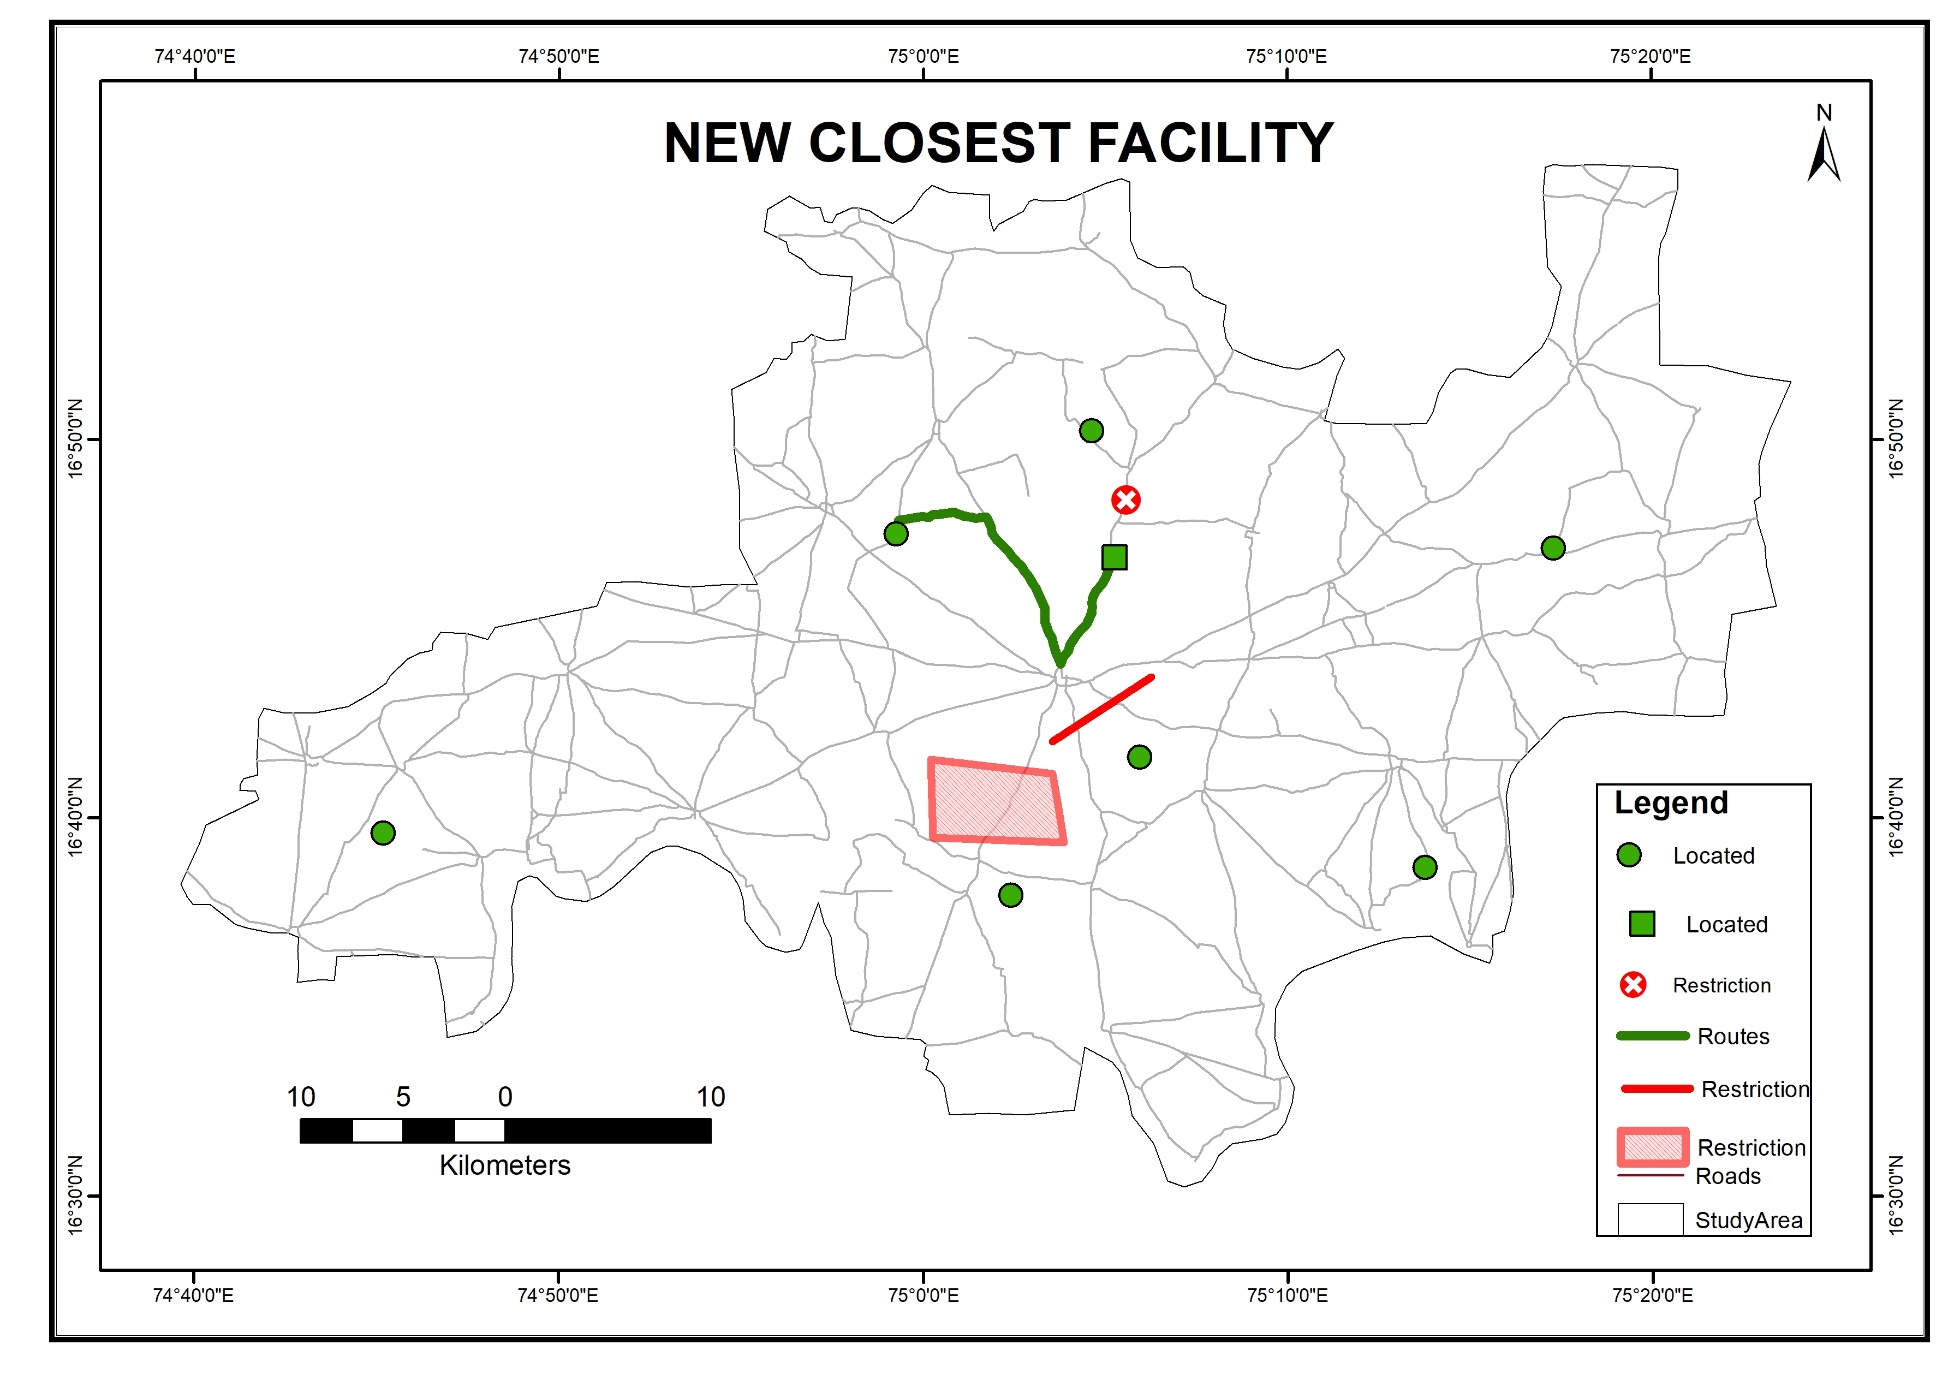 74°40'0"E 74°50'0"E 75°0'0"E 75°10'0"E 75°20'0"E
NEW CLOSEST FACILITY
N
16°50'0"N 16°50'0"N
16°40'0"N 16°40'0"N
Legend
Located
Located
Restriction
Routes
Restriction
Restriction
Roads
StudyArea
10 5 0 10
Kilometers
16°30'0"N 16°30'0"N
74°40'0"E 74°50'0"E 75°0'0"E 75°10'0"E 75°20'0"E